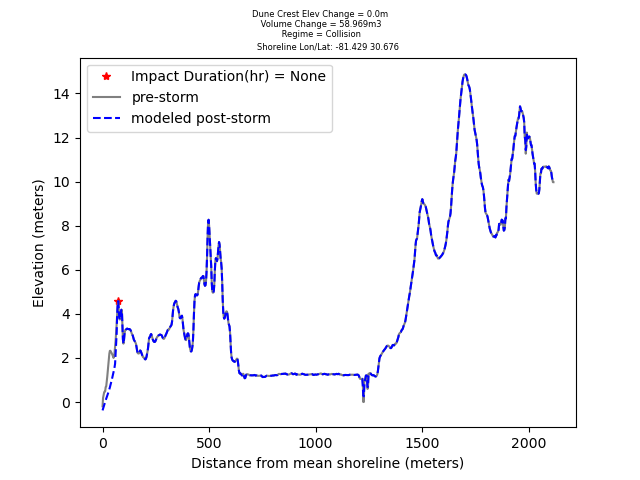 Dune Crest Elev Change = 0.0m
Volume Change = 58.969m3
Regime = Collision
Shoreline Lon/Lat: -81.429 30.676
Impact Duration(hr) = None
pre-storm
modeled post-storm
Elevation (meters)
14
12
10
8
6
4
2
0
0 500 1000 1500 2000
Distance from mean shoreline (meters)